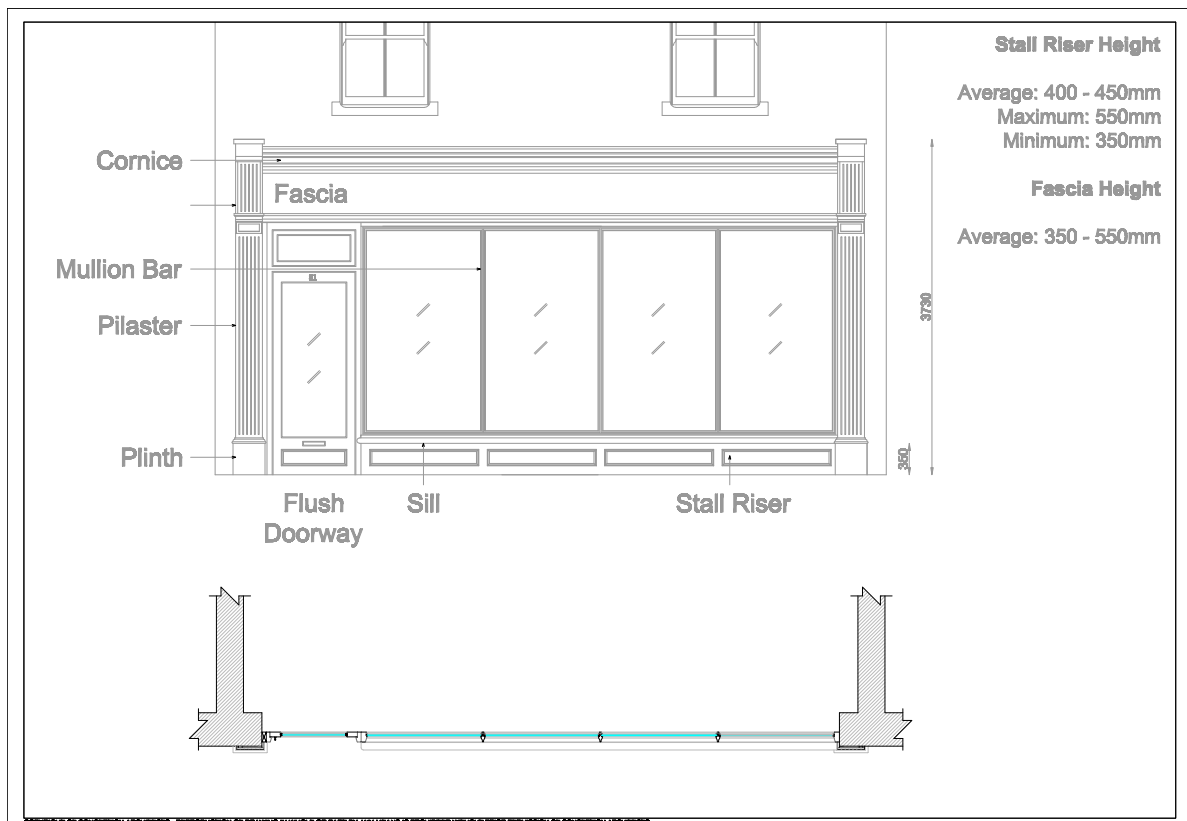 Stall Riser Height
Average: 400 - 450mm
Maximum: 550mm
Minimum: 350mm
Fascia Height
Average: 350 - 550mm
Cornice
Fascia
Mullion Bar
81
Pilaster
3730
Plinth
350
Flush
Doorway
Sill
Stall Riser